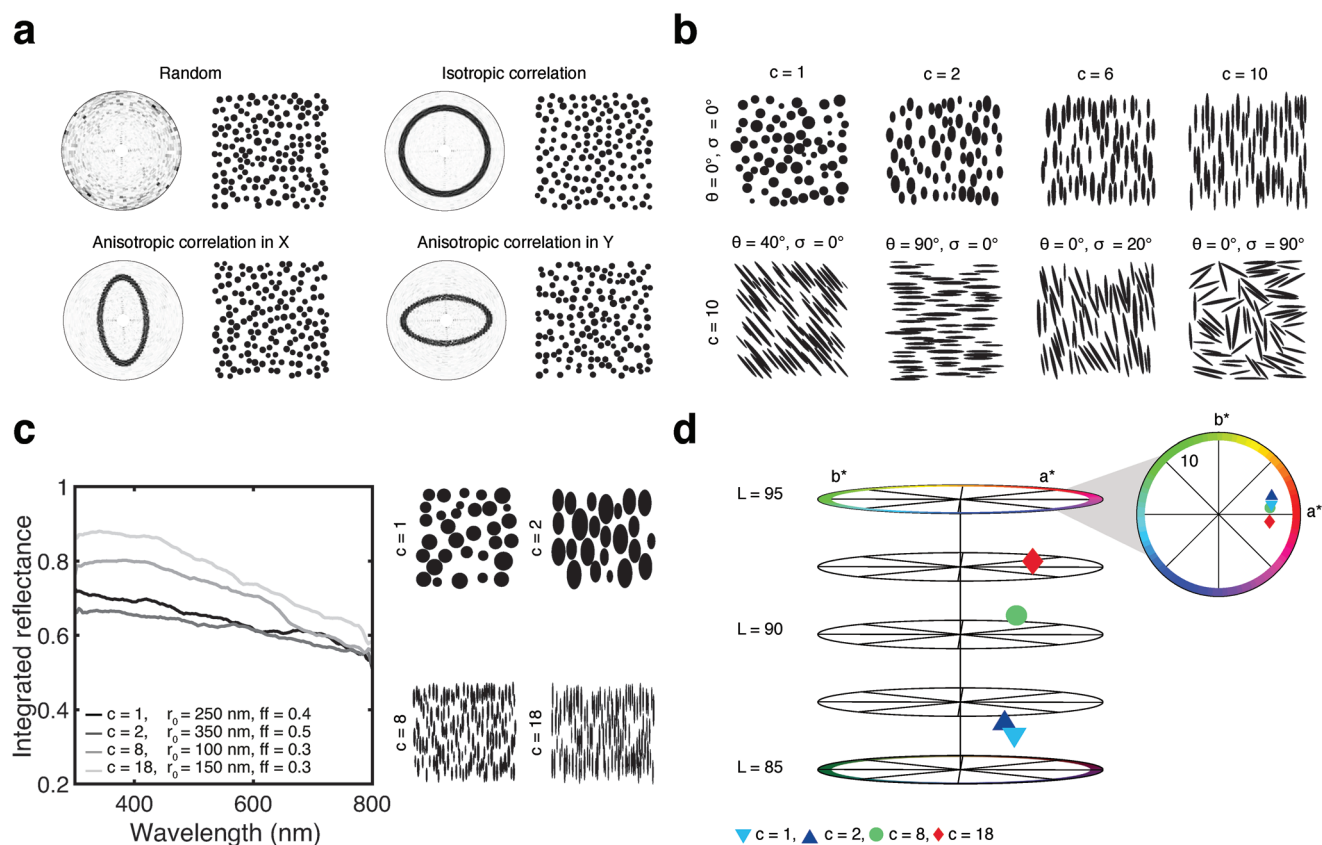 a
Random
Isotropic correlation
Anisotropic correlation in X
Anisotropic correlation in Y
b
c = 1
c = 2
c = 6
c = 10
θ = 0°, σ = 0°
θ = 40°, σ = 0°
θ = 90°, σ = 0°
θ = 0°, σ = 20°
θ = 0°, σ = 90°
c = 10
c
Integrated reflectance
1
0.8
0.6
0.4
0.2
400
600
800
Wavelength (nm)
c = 1, r₀ = 250 nm, ff = 0.4
c = 2, r₀ = 350 nm, ff = 0.5
c = 8, r₀ = 100 nm, ff = 0.3
c = 18, r₀ = 150 nm, ff = 0.3
c = 1
c = 2
c = 8
c = 18
d
b*
10
a*
b*
a*
L = 95
L = 90
L = 85
c = 1, c = 2, c = 8, c = 18